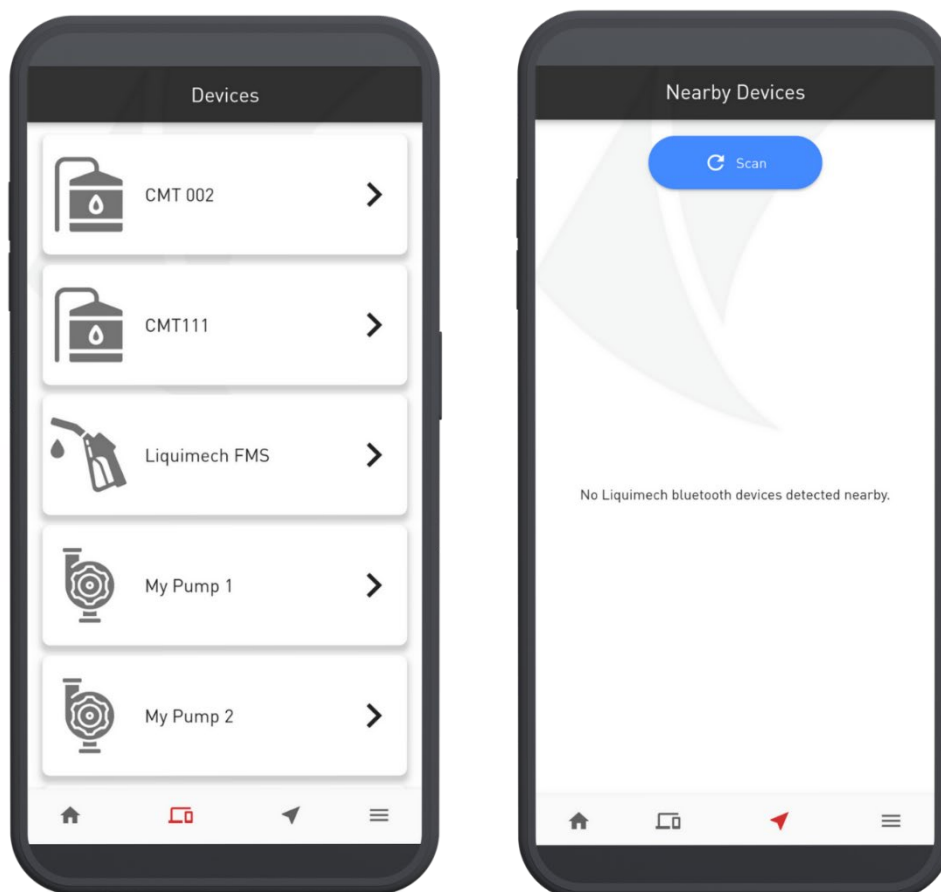 Devices
CMT 002
CMT111
Liquimech FMS
My Pump 1
My Pump 2
Nearby Devices
Scan
No Liquimech bluetooth devices detected nearby.